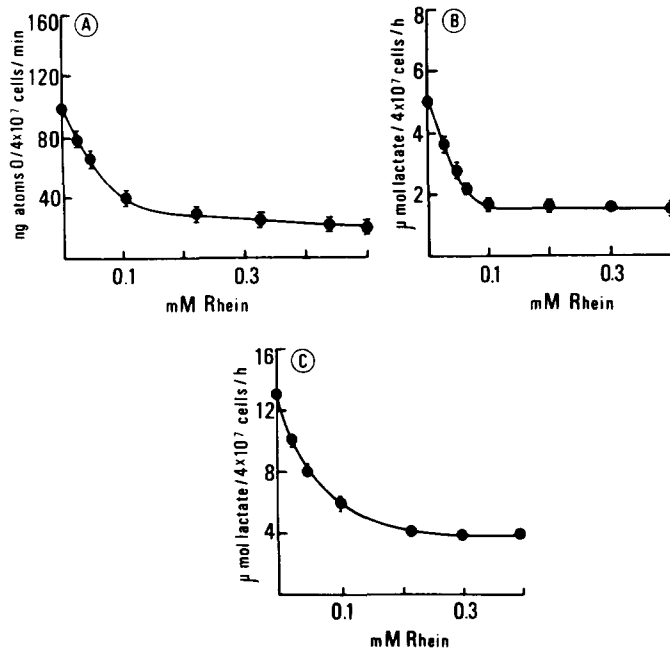 A
ng atomis O/4x10⁷ cells/min
160
120
80
40
0.1
0.3
mM Rhein
B
µ mol lactate/4x10⁷ cells/h
8
6
4
2
0.1
0.3
mM Rhein
C
µ mol lactate/4x10⁷ cells/h
16
12
8
4
0.1
0.3
mM Rhein